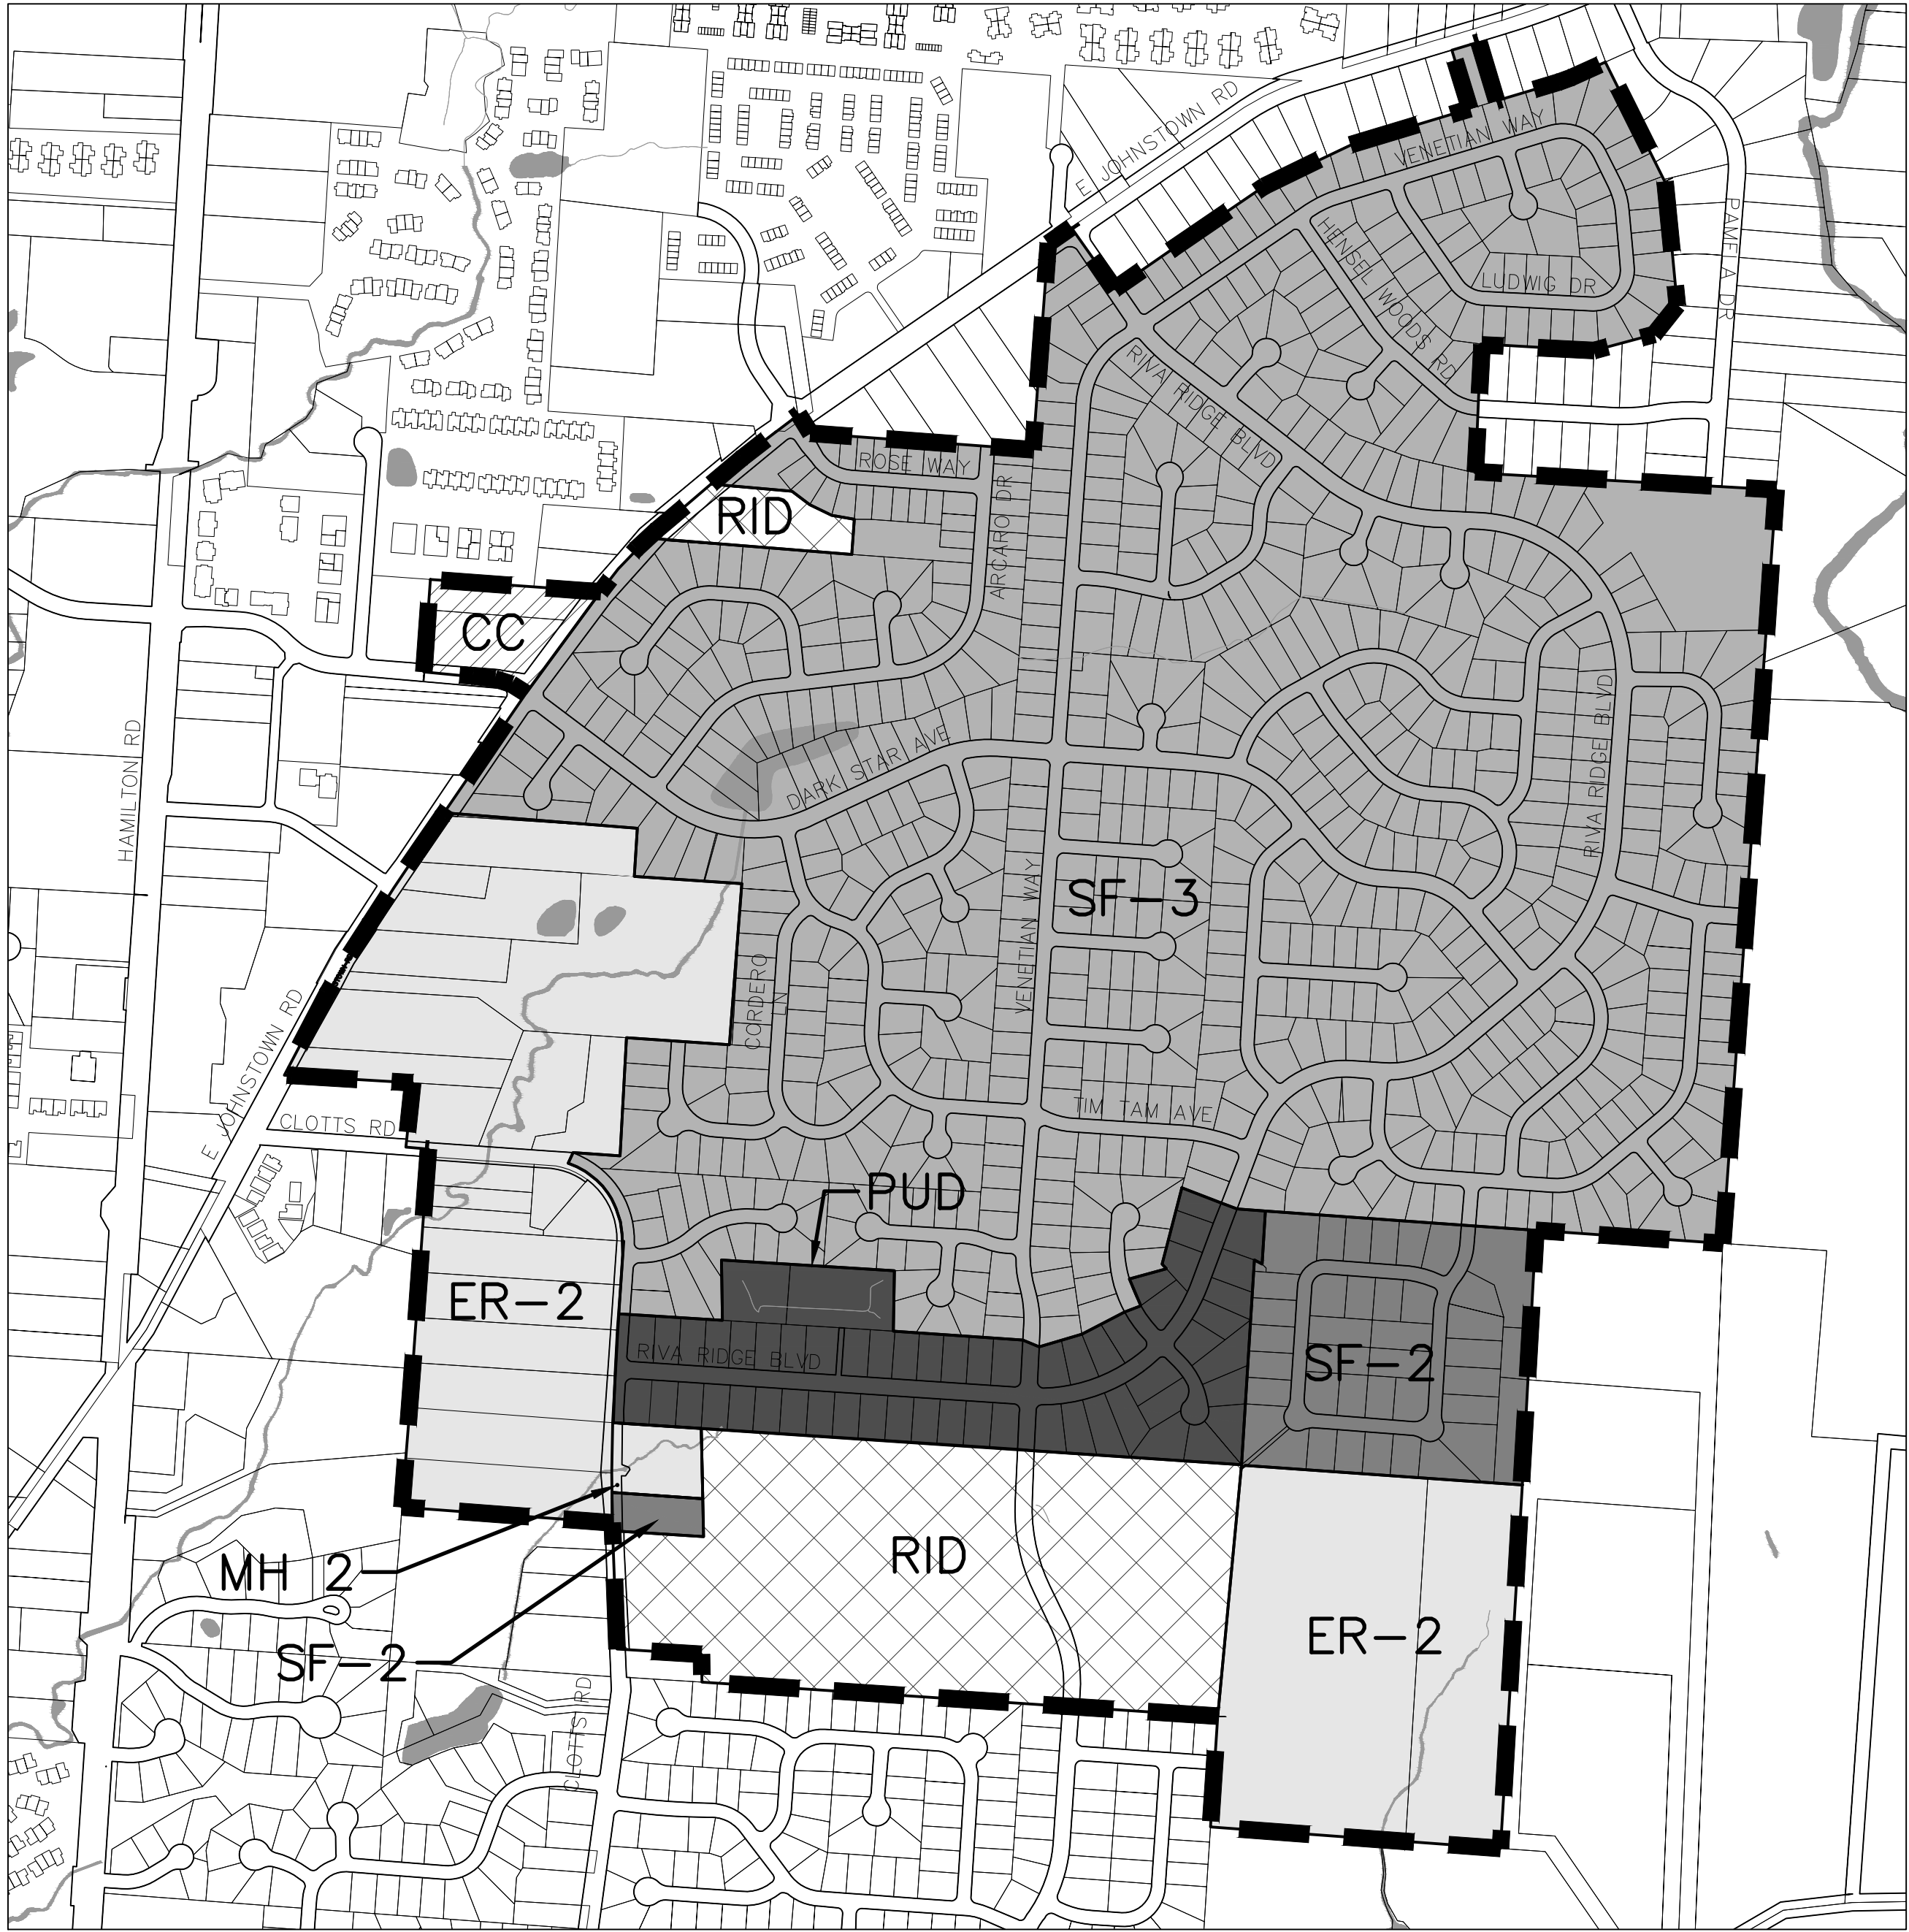 E JOHNSTOWN RD
VENETIAN WAY
PAMELA DR
HENSEL WOODS RD
LUDWIG DR
RIVA RIDGE BLVD
ROSE WAY
ARCARO DR
RID
CC
HAMILTON RD
DARK STAR AVE
RIVA RIDGE BLVD
SF-3
VENETIAN WAY
CORDERO
LN
E JOHNSTOWN RD
CLOTTS RD
TIM TAM AVE
PUD
ER-2
RIVA RIDGE BLVD
SF-2
RID
MH 2
SF-2
ER-2
CLOTTS RD